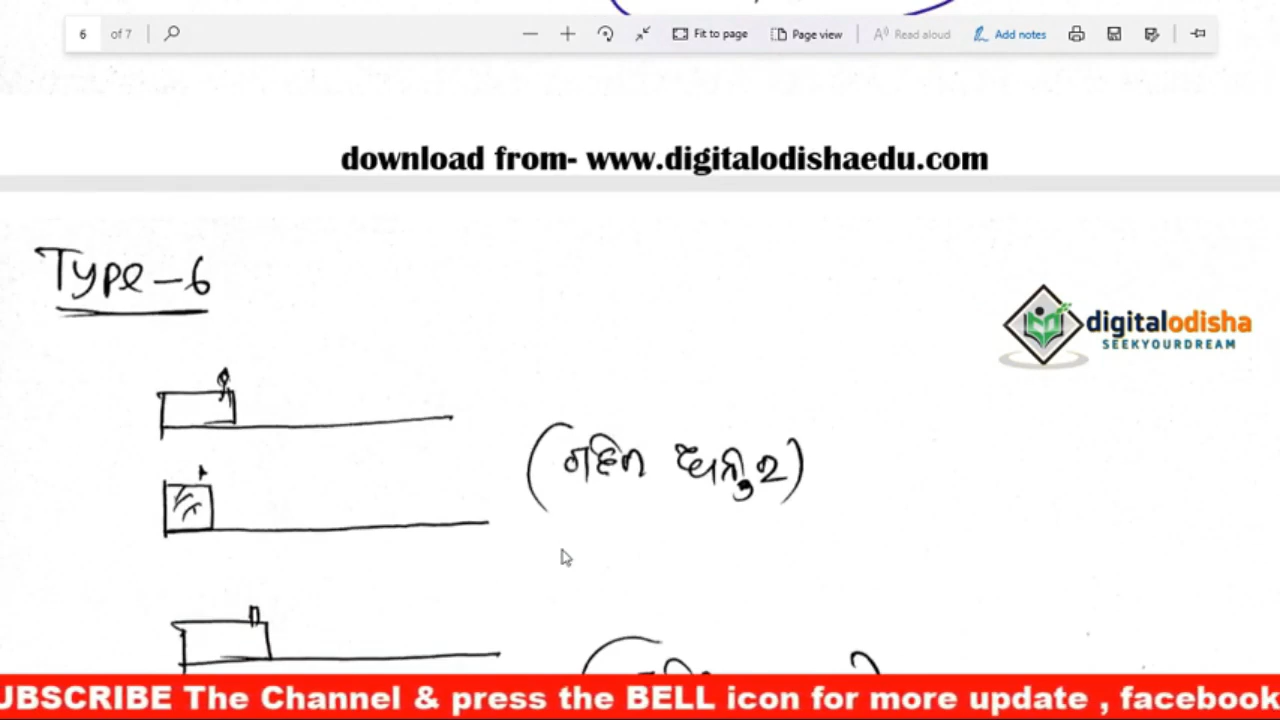 6 of 7 Fit to page Page view Read aloud Add notes
download from- www.digitalodishaedu.com
Type-6
digitalodisha
SEEKYOURDREAM
UBSCRIBE The Channel & press the BELL icon for more update , facebook